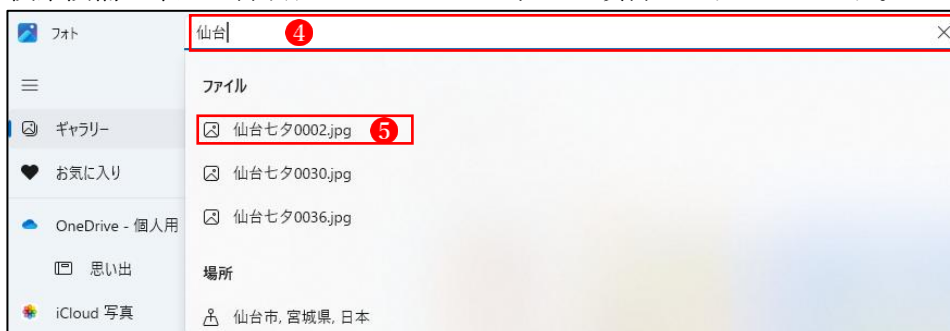 フォト
仙台
4
ファイル
ギャラリー
仙台七夕0002.jpg
5
お気に入り
仙台七夕0030.jpg
OneDrive - 個人用
仙台七夕0036.jpg
思い出
場所
iCloud 写真
仙台市, 宮城県, 日本